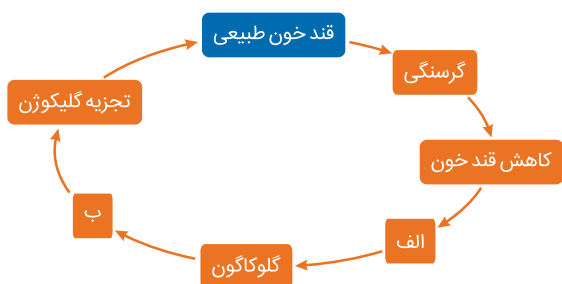 قند خون طبیعی
گرسنگی
کاهش قند خون
الف
گلوکاگون
ب
تجزیه گلیکوژن